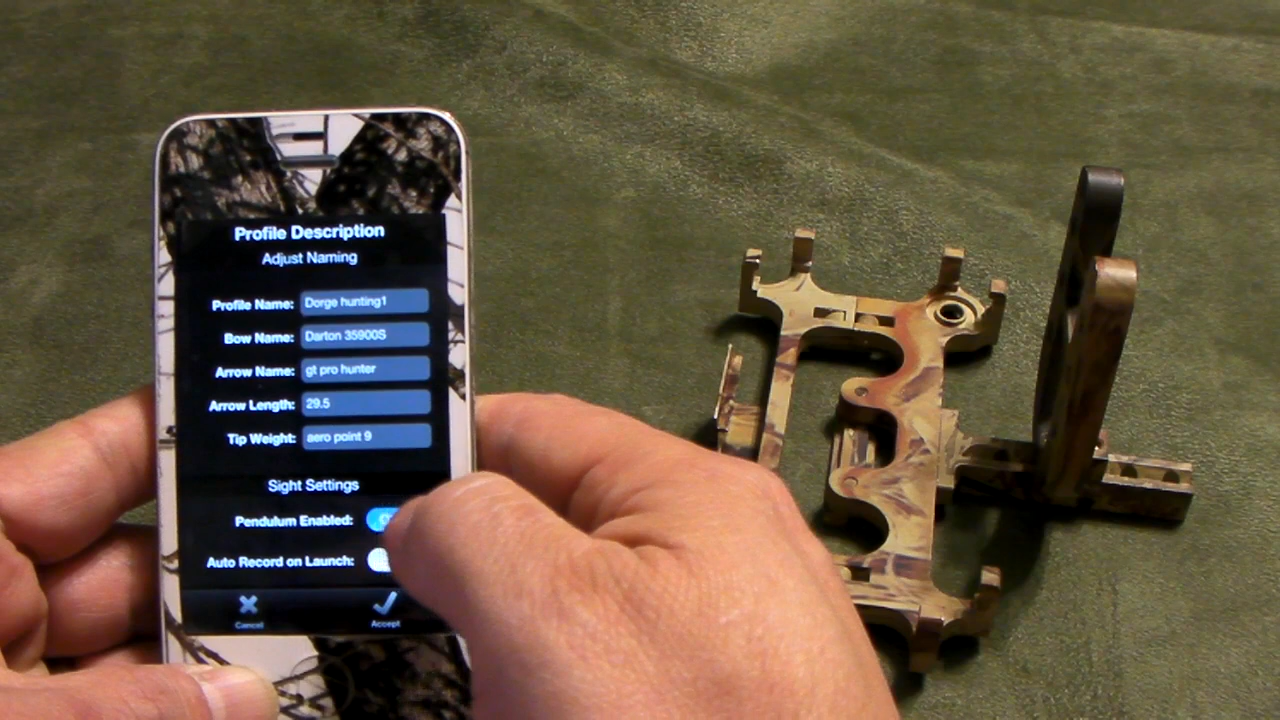 Profile Description
Adjust Naming
Profile Name: Dorge hunting1
Bow Name: Darton 35900S
Arrow Name: gt pro hunter
Arrow Length: 29.5
Tip Weight: aero point 9
Sight Settings
Pendulum Enabled:
Auto Record on Launch:
Cancel Accept